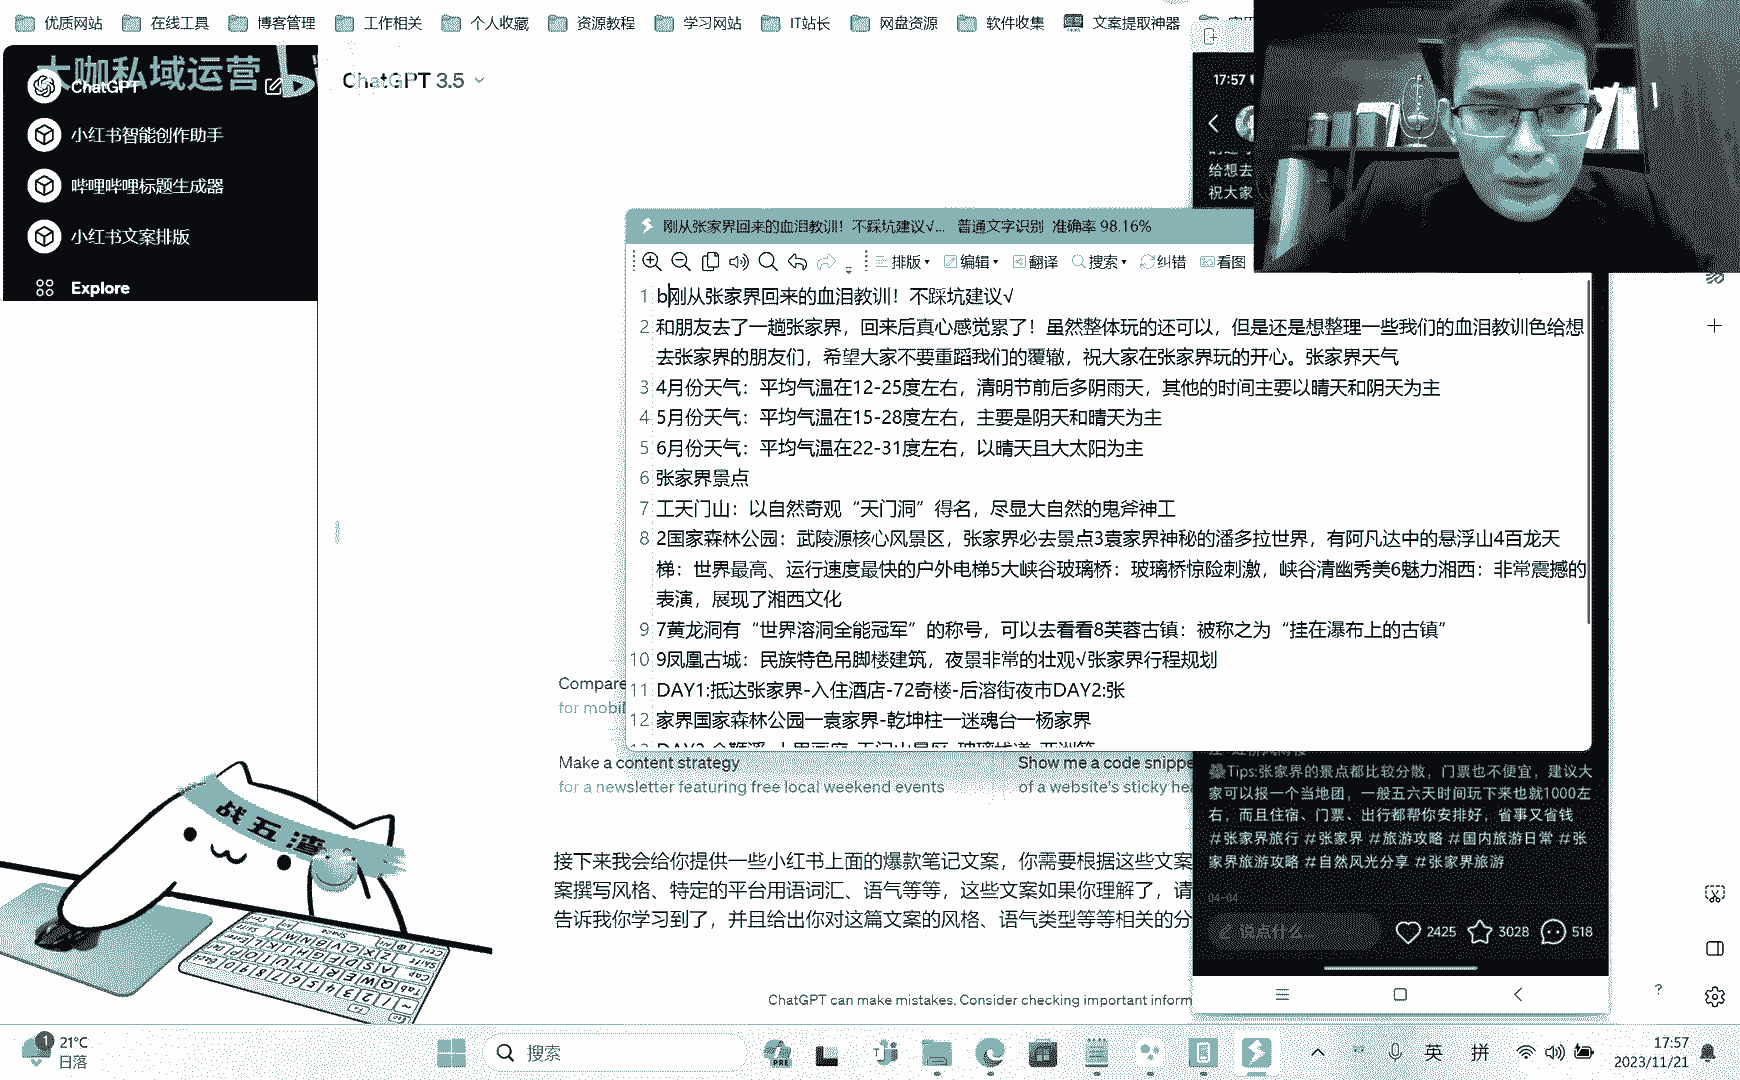 优质网站 在线工具 博客管理 工作相关 个人收藏 资源教程 学习网站 IT站长 网盘资源 软件收集 文案提取神器
大咖私域运营
ChatGPT
小红书智能创作助手
哔哩哔哩标题生成器
小红书文案排版
Explore
ChatGPT 3.5
17:57
给想去
祝大家
刚从张家界回来的血泪教训！不踩坑建议√... 普通文字识别 准确率 98.16%
排版 编辑 翻译 搜索 纠错 看图
1 b刚从张家界回来的血泪教训！不踩坑建议√
2 和朋友去了一趟张家界，回来后真心感觉累了！虽然整体玩的还可以，但是还是想整理一些我们的血泪教训色给想
去张家界的朋友们，希望大家不要重蹈我们的覆辙，祝大家在张家界玩的开心。张家界天气
3 4月份天气：平均气温在12-25度左右，清明节前后多阴雨天，其他的时间主要以晴天和阴天为主
4 5月份天气：平均气温在15-28度左右，主要是阴天和晴天为主
5 6月份天气：平均气温在22-31度左右，以晴天且大太阳为主
6 张家界景点
7 工天门山：以自然奇观“天门洞”得名，尽显大自然的鬼斧神工
8 2国家森林公园：武陵源核心风景区，张家界必去景点3袁家界神秘的潘多拉世界，有阿凡达中的悬浮山4百龙天
梯：世界最高、运行速度最快的户外电梯5大峡谷玻璃桥：玻璃桥惊险刺激，峡谷清幽秀美6魅力湘西：非常震撼的
表演，展现了湘西文化
9 7黄龙洞有“世界溶洞全能冠军”的称号，可以去看看8芙蓉古镇：被称之为“挂在瀑布上的古镇”
10 9凤凰古城：民族特色吊脚楼建筑，夜景非常的壮观√张家界行程规划
11 DAY1:抵达张家界-入住酒店-72奇楼-后溶街夜市DAY2:张
12 家界国家森林公园一袁家界-乾坤柱一迷魂台一杨家界
Compare
for mobil
Make a content strategy
for a newsletter featuring free local weekend events
Show me a code snippe
of a website's sticky hea
接下来我会给你提供一些小红书上面的爆款笔记文案，你需要根据这些文案
案撰写风格、特定的平台用语词汇、语气等等，这些文案如果你理解了，请
告诉我你学习到了，并且给出你对这篇文案的风格、语气类型等等相关的分
ChatGPT can make mistakes. Consider checking important inform
Tips:张家界的景点都比较分散，门票也不便宜，建议大
家可以报一个当地团，一般五六天时间玩下来也就1000左
右，而且住宿、门票、出行都帮你安排好，省事又省钱
#张家界旅行 #张家界 #旅游攻略 #国内旅游日常 #张
家界旅游攻略 #自然风光分享 #张家界旅游
04-04
说点什么...
2425 3028 518
战五渣
?
1
21°C
日落
搜索
PRE
英 拼
17:57
2023/11/21